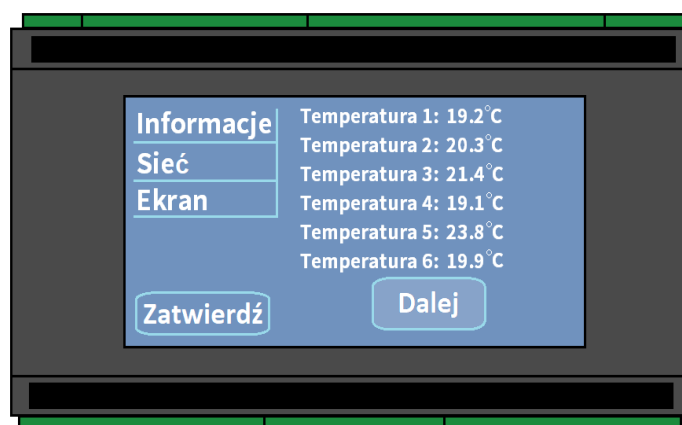 Informacje
Sieć
Ekran
Zatwierdź
Temperatura 1: 19.2°C
Temperatura 2: 20.3°C
Temperatura 3: 21.4°C
Temperatura 4: 19.1°C
Temperatura 5: 23.8°C
Temperatura 6: 19.9°C
Dalej